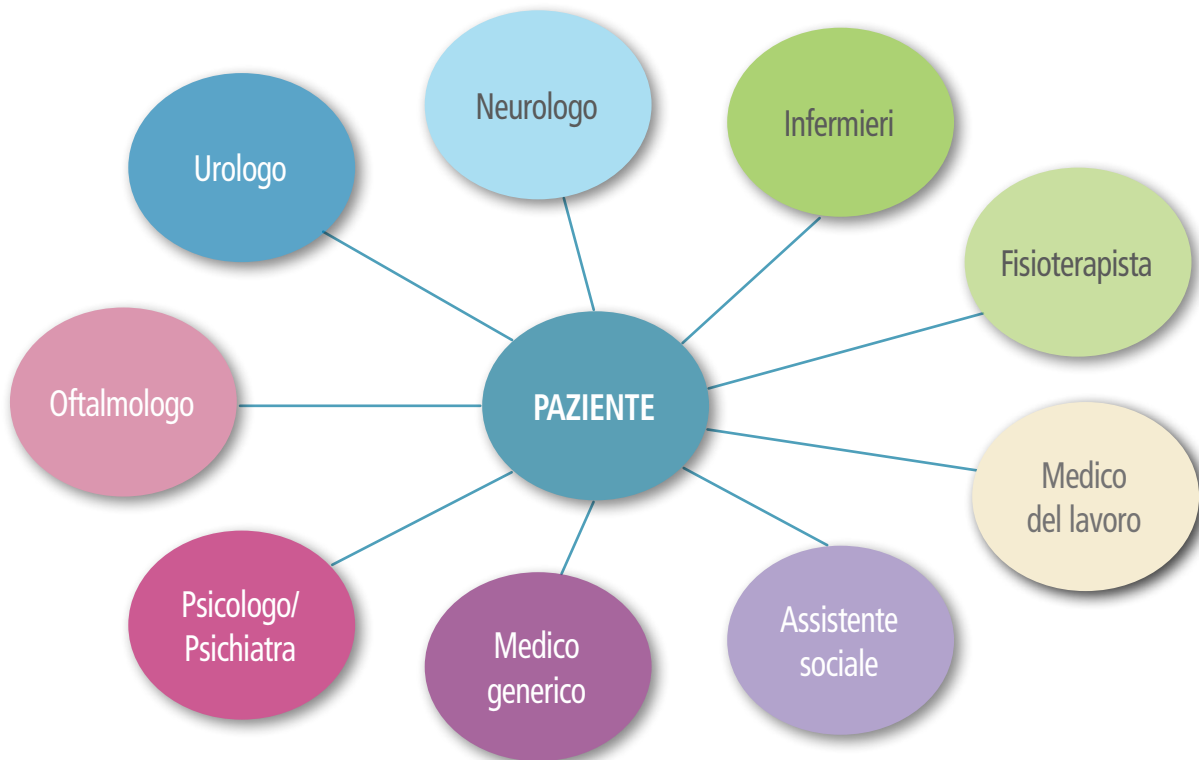 Neurologo
Infermieri
Urologo
Fisioterapista
Oftalmologo
PAZIENTE
Medico
del lavoro
Psicologo/
Psichiatra
Medico
generico
Assistente
sociale